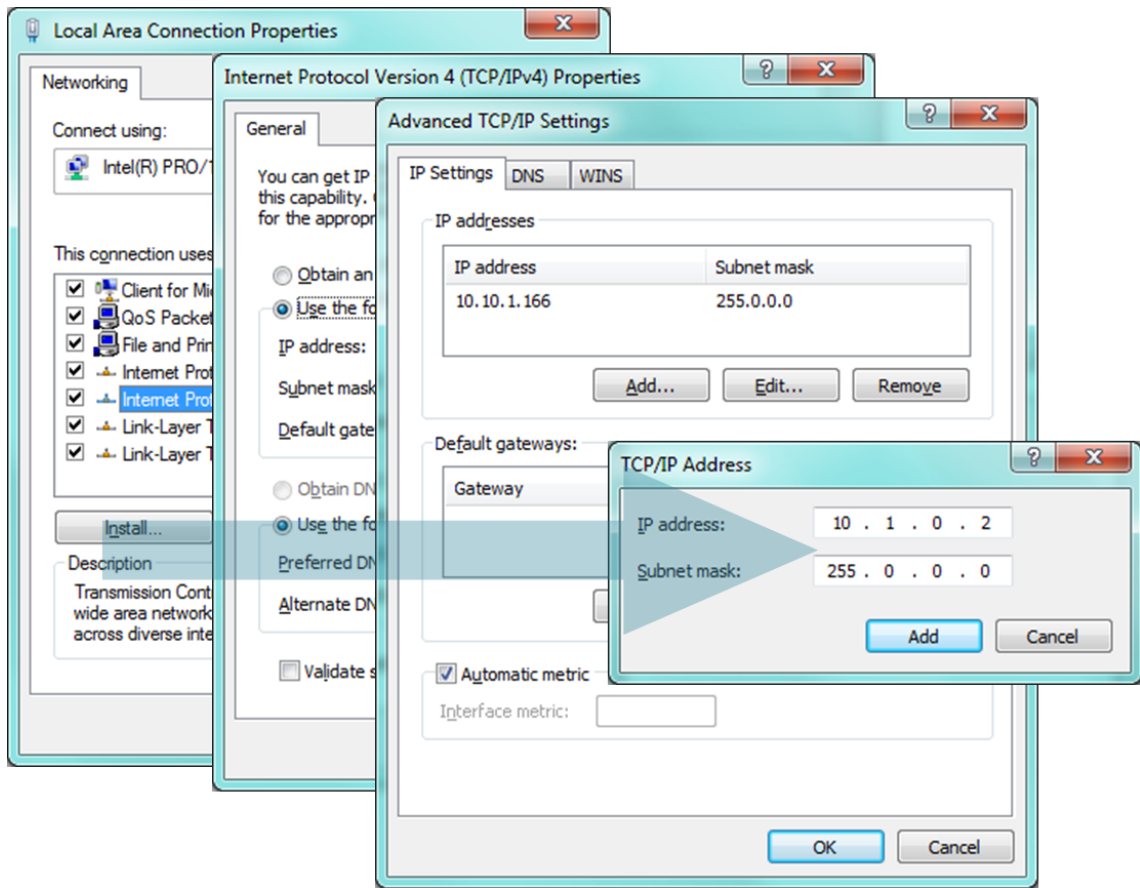 Local Area Connection Properties
Networking
Connect using:
Intel(R) PRO/1
This connection uses
Client for Mi
QoS Packet
File and Prin
Internet Prot
Internet Prot
Link-Layer T
Link-Layer T
Install...
Description
Transmission Cont
wide area network
across diverse inte
Internet Protocol Version 4 (TCP/IPv4) Properties
General
You can get IP
this capability.
for the appropr
Obtain an
Use the fo
IP address:
Subnet mask
Default gate
Obtain DN
Use the fo
Preferred DN
Alternate DN
Validate s
Advanced TCP/IP Settings
IP Settings DNS WINS
IP addresses
IP address Subnet mask
10.10.1.166 255.0.0.0
Add... Edit... Remove
Default gateways:
Gateway
Automatic metric
Interface metric:
OK Cancel
TCP/IP Address
IP address: 10 . 1 . 0 . 2
Subnet mask: 255 . 0 . 0 . 0
Add Cancel